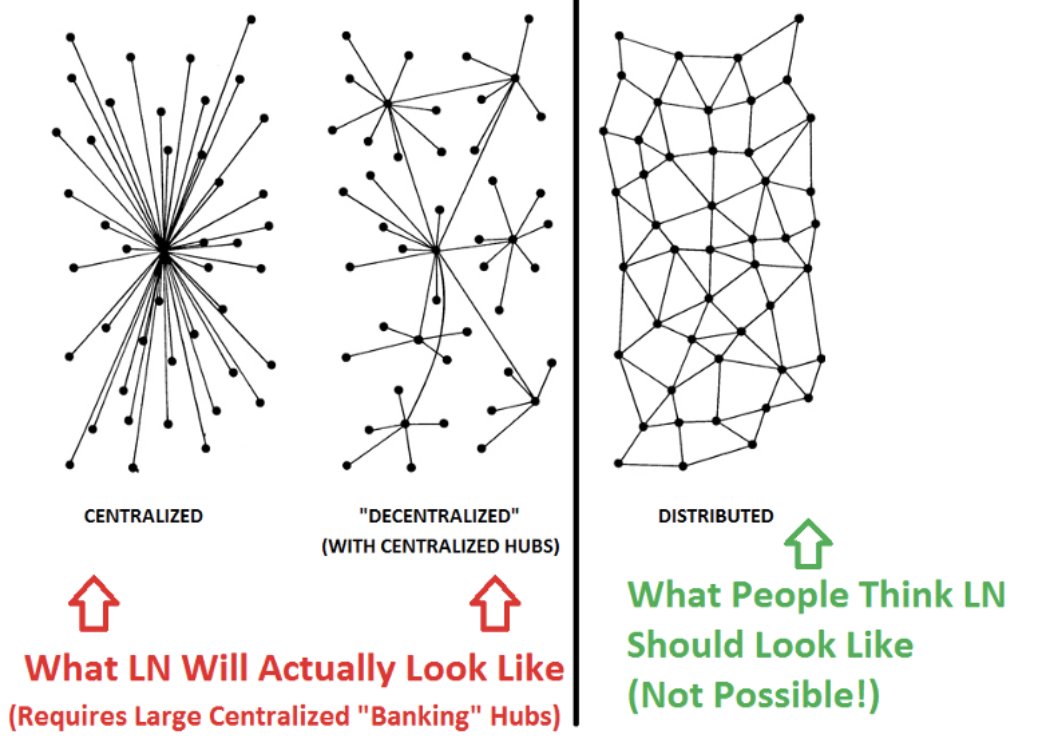 CENTRALIZED
"DECENTRALIZED"
(WITH CENTRALIZED HUBS)
DISTRIBUTED
What LN Will Actually Look Like
(Requires Large Centralized "Banking" Hubs)
What People Think LN
Should Look Like
(Not Possible!)